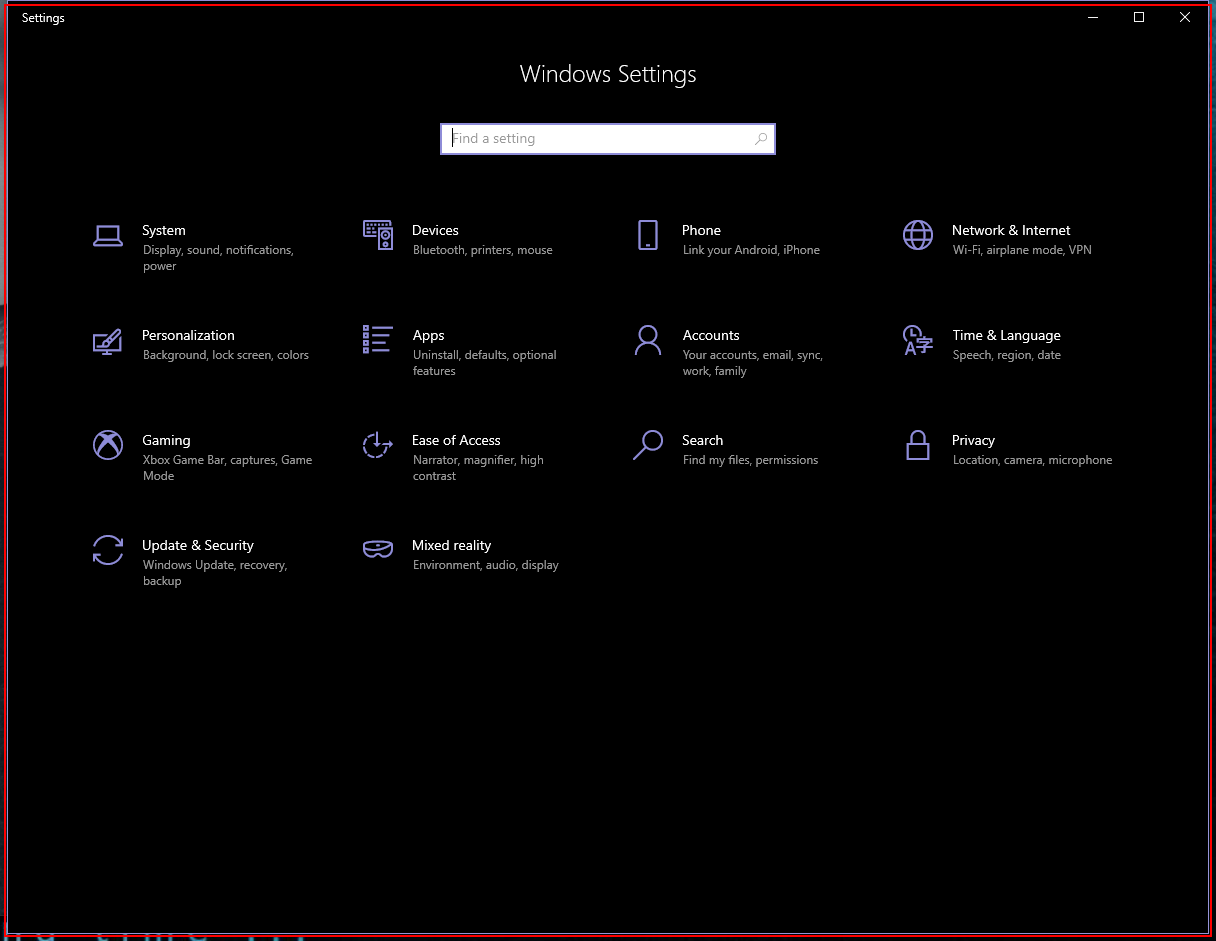 Settings
Windows Settings
Find a setting
System
Display, sound, notifications,
power
Devices
Bluetooth, printers, mouse
Phone
Link your Android, iPhone
Network & Internet
Wi-Fi, airplane mode, VPN
Personalization
Background, lock screen, colors
Apps
Uninstall, defaults, optional
features
Accounts
Your accounts, email, sync,
work, family
Time & Language
Speech, region, date
Gaming
Xbox Game Bar, captures, Game
Mode
Ease of Access
Narrator, magnifier, high
contrast
Search
Find my files, permissions
Privacy
Location, camera, microphone
Update & Security
Windows Update, recovery,
backup
Mixed reality
Environment, audio, display